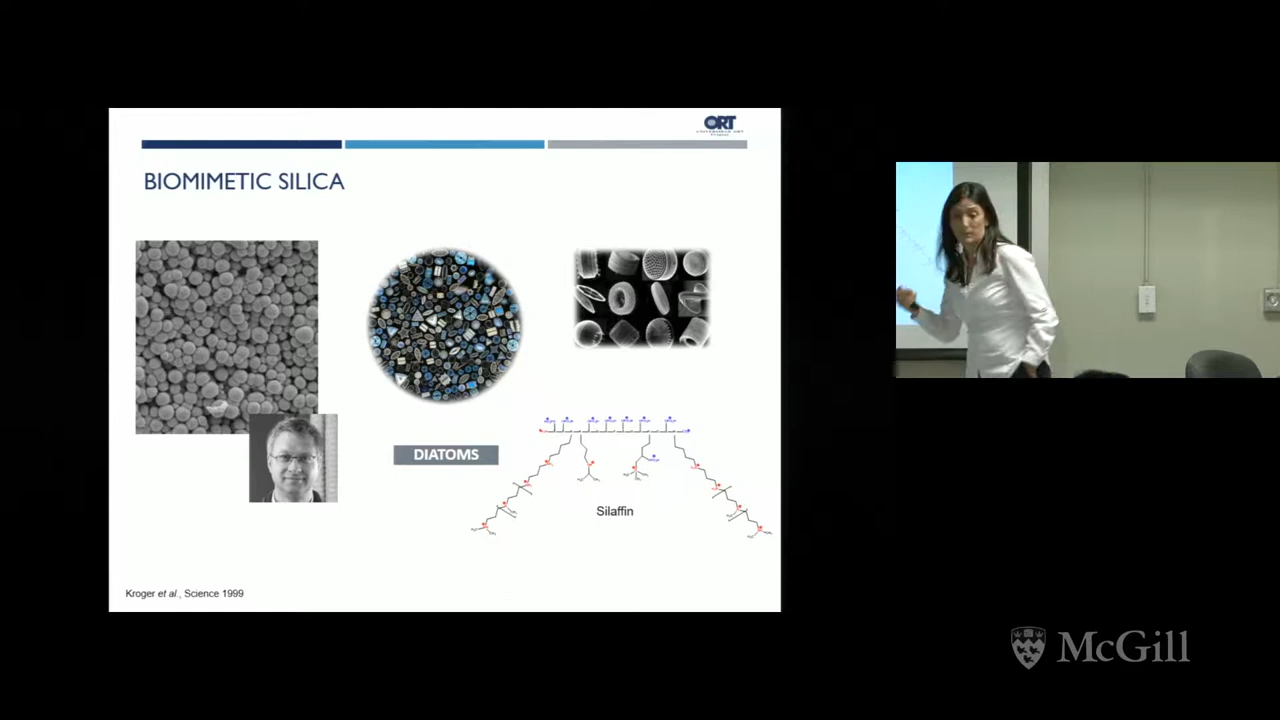 ORT
BIOMIMETIC SILICA
DIATOMS
Silaffin
Kroger et al., Science 1999
McGill